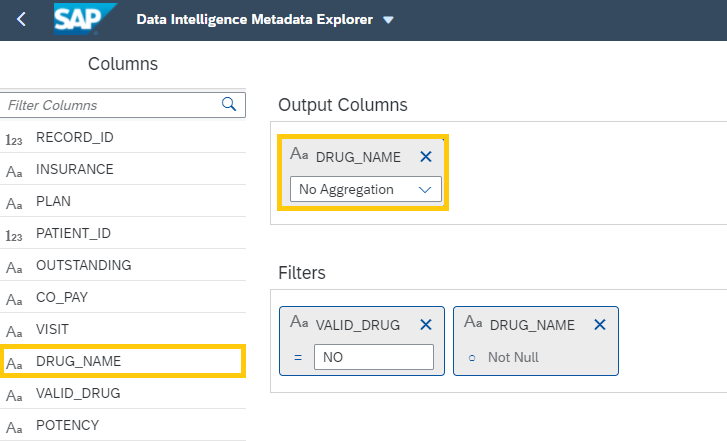 SAP
Data Intelligence Metadata Explorer
Columns
Filter Columns
123 RECORD_ID
Aa INSURANCE
Aa PLAN
123 PATIENT_ID
Aa OUTSTANDING
Aa CO_PAY
Aa VISIT
Aa DRUG_NAME
Aa VALID_DRUG
Aa POTENCY
Output Columns
Aa DRUG_NAME
No Aggregation
Filters
Aa VALID_DRUG
= NO
Aa DRUG_NAME
Not Null